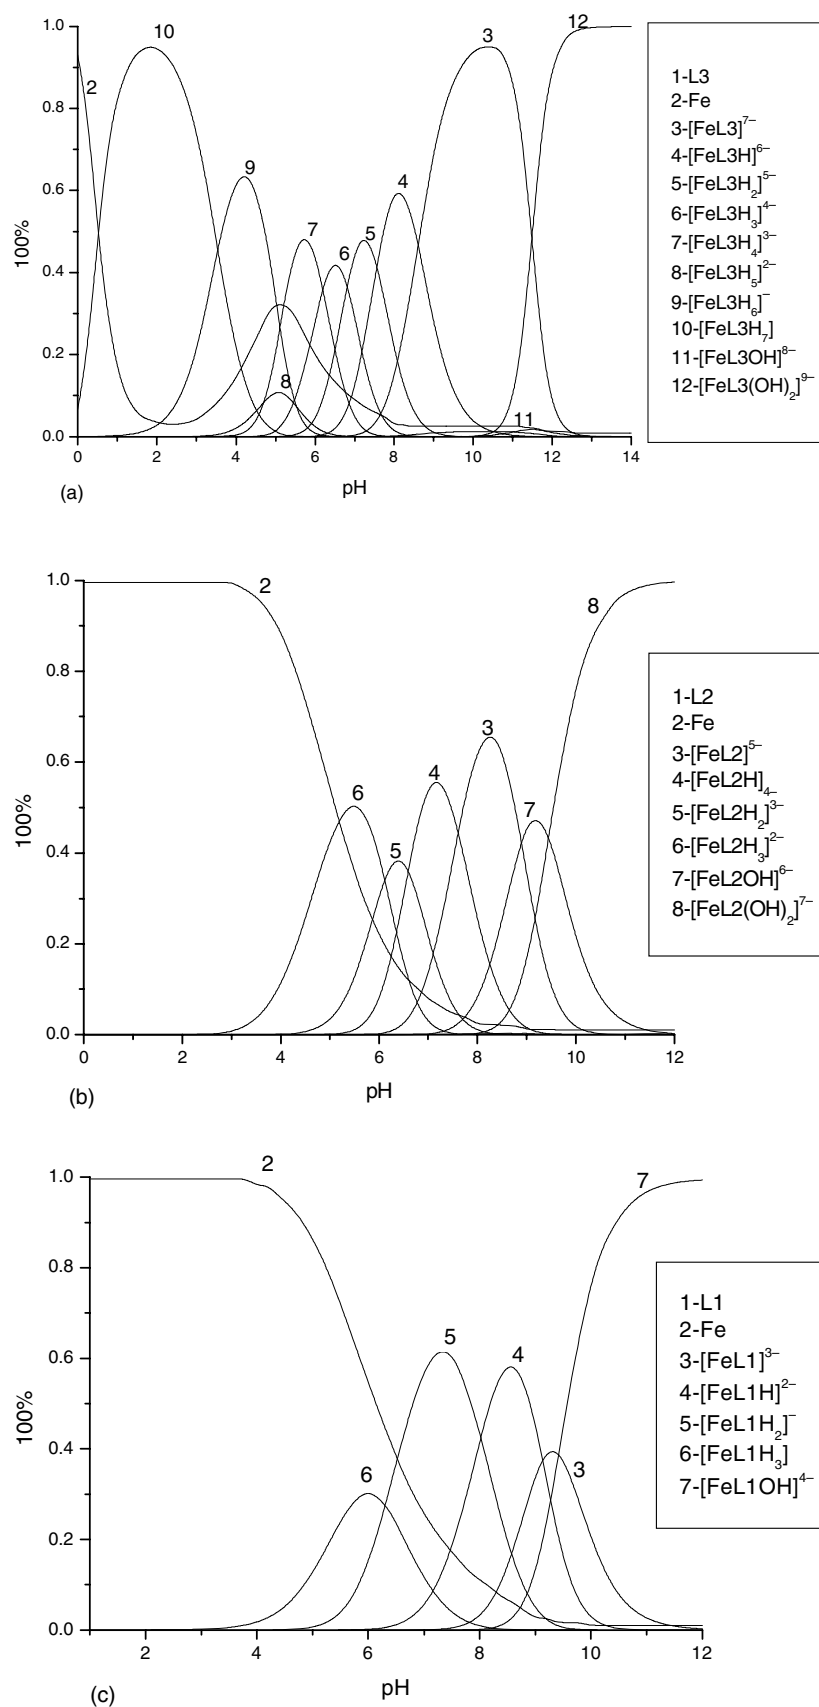 1.0
0.8
0.6
0.4
0.2
0.0
100%
0 2 4 6 8 10 12 14
pH
(a)
2
10
9
7
6
5
8
4
3
11
12
1-L3
2-Fe
3-[FeL3]⁷⁻
4-[FeL3H]⁶⁻
5-[FeL3H₂]⁵⁻
6-[FeL3H₃]⁴⁻
7-[FeL3H₄]³⁻
8-[FeL3H₅]²⁻
9-[FeL3H₆]⁻
10-[FeL3H₇]
11-[FeL3OH]⁸⁻
12-[FeL3(OH)₂]⁹⁻
1.0
0.8
0.6
0.4
0.2
0.0
100%
0 2 4 6 8 10 12
pH
(b)
2
6
5
4
3
7
8
1-L2
2-Fe
3-[FeL2]⁵⁻
4-[FeL2H]₄₋
5-[FeL2H₂]³⁻
6-[FeL2H₃]²⁻
7-[FeL2OH]⁶⁻
8-[FeL2(OH)₂]⁷⁻
1.0
0.8
0.6
0.4
0.2
0.0
100%
2 4 6 8 10 12
pH
(c)
2
6
5
4
3
7
1-L1
2-Fe
3-[FeL1]³⁻
4-[FeL1H]²⁻
5-[FeL1H₂]⁻
6-[FeL1H₃]
7-[FeL1OH]⁴⁻